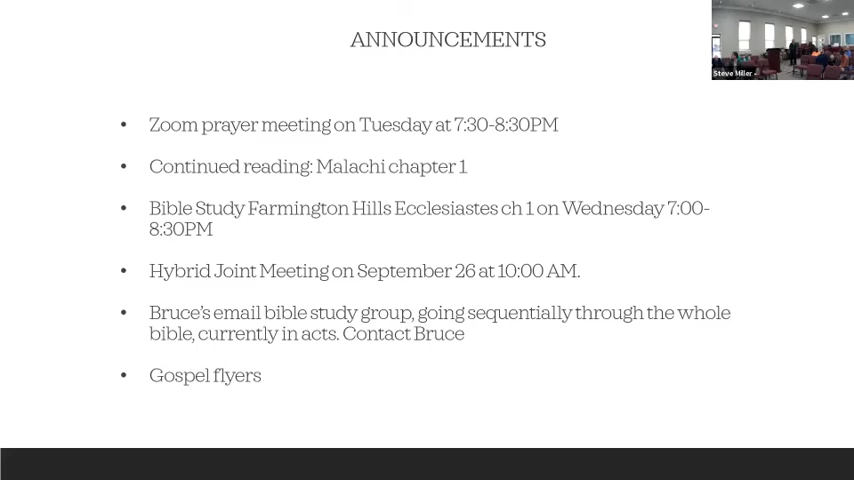 ANNOUNCEMENTS
Steve Miller
• Zoom prayer meeting on Tuesday at 7:30-8:30PM
• Continued reading: Malachi chapter 1
• Bible Study Farmington Hills Ecclesiastes ch 1 on Wednesday 7:00-
8:30PM
• Hybrid Joint Meeting on September 26 at 10:00 AM.
• Bruce's email bible study group, going sequentially through the whole
bible, currently in acts. Contact Bruce
• Gospel flyers